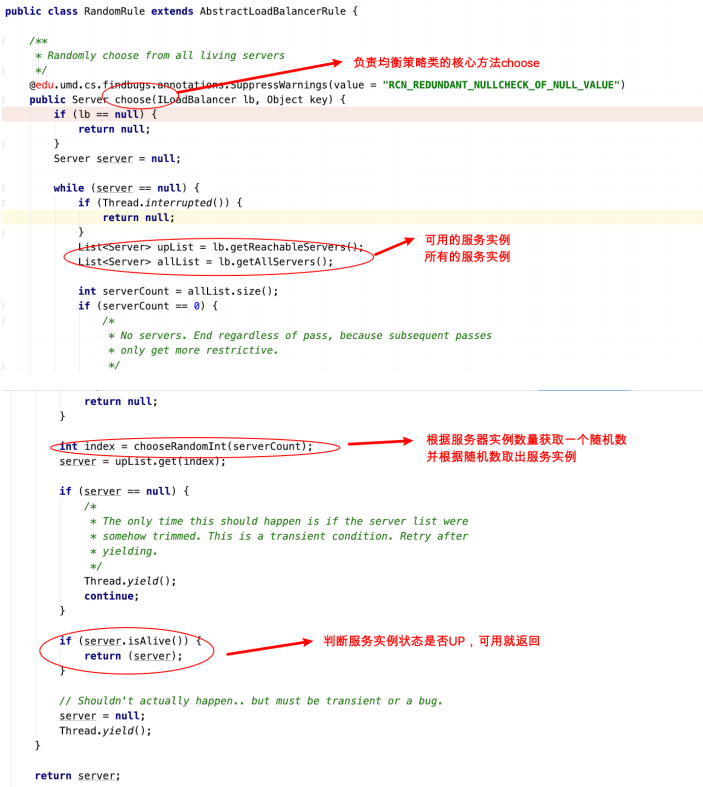 public class RandomRule extends AbstractLoadBalancerRule {
/**
* Randomly choose from all living servers
*/
负责均衡策略类的核心方法choose
@edu.umd.cs.findbugs.annotations.SuppressWarnings(value = "RCN_REDUNDANT_NULLCHECK_OF_NULL_VALUE")
public Server choose(ILoadBalancer lb, Object key) {
if (lb == null) {
return null;
}
Server server = null;
while (server == null) {
if (Thread.interrupted()) {
return null;
}
List<Server> upList = lb.getReachableServers();
List<Server> allList = lb.getAllServers();
可用的服务实例
所有的服务实例
int serverCount = allList.size();
if (serverCount == 0) {
/*
* No servers. End regardless of pass, because subsequent passes
* only get more restrictive.
*/
return null;
}
int index = chooseRandomInt(serverCount);
server = upList.get(index);
根据服务器实例数量获取一个随机数
并根据随机数取出服务实例
if (server == null) {
/*
* The only time this should happen is if the server list were
* somehow trimmed. This is a transient condition. Retry after
* yielding.
*/
Thread.yield();
continue;
}
if (server.isAlive()) {
return (server);
}
判断服务实例状态是否UP，可用就返回
// Shouldn't actually happen.. but must be transient or a bug.
server = null;
Thread.yield();
}
return server;